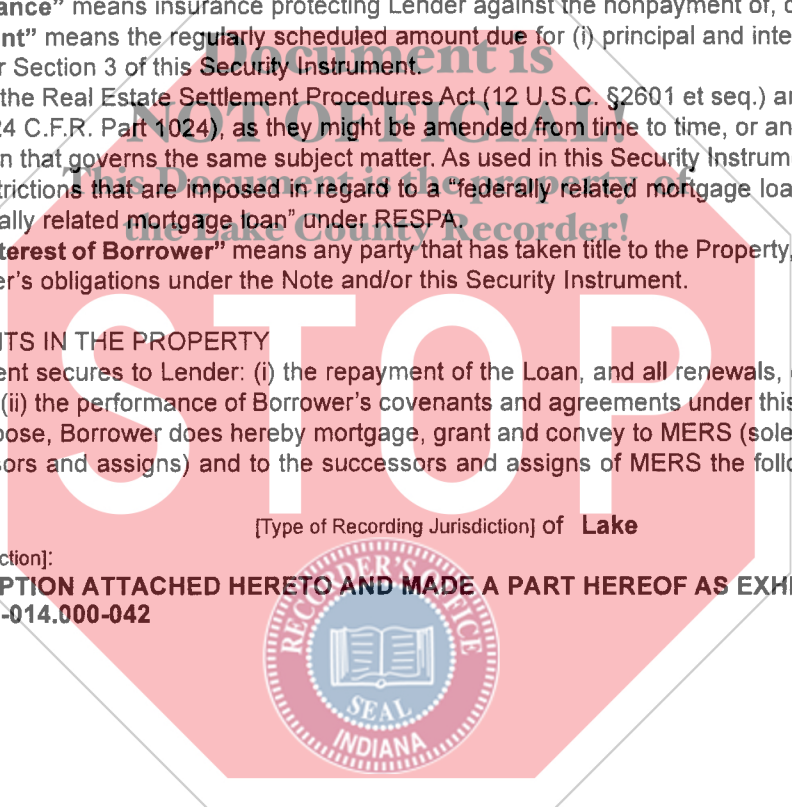 ance” means insurance protecting Lender against the nonpayment of,
nt” means the regularly scheduled amount due for (i) principal and inte
r Section 3 of this Security Instrument.
the Real Estate Settlement Procedures Act (12 U.S.C. §2601 et seq.) an
24 C.F.R. Part 1024), as they might be amended from time to time, or an
n that governs the same subject matter. As used in this Security Instrum
trictions that are imposed in regard to a “federally related mortgage loa
ally related mortgage loan” under RESPA.
terest of Borrower” means any party that has taken title to the Property,
er’s obligations under the Note and/or this Security Instrument.
Document is
NOT OFFICIAL!
This Document is the property of
the Lake County Recorder!
STOP
TS IN THE PROPERTY
ent secures to Lender: (i) the repayment of the Loan, and all renewals,
(ii) the performance of Borrower’s covenants and agreements under this
pose, Borrower does hereby mortgage, grant and convey to MERS (sole
sors and assigns) and to the successors and assigns of MERS the follo
[Type of Recording Jurisdiction] of Lake
ction]:
PTION ATTACHED HERETO AND MADE A PART HEREOF AS EXHI
-014.000-042
RECORDER'S OFFICE
SEAL
INDIANA